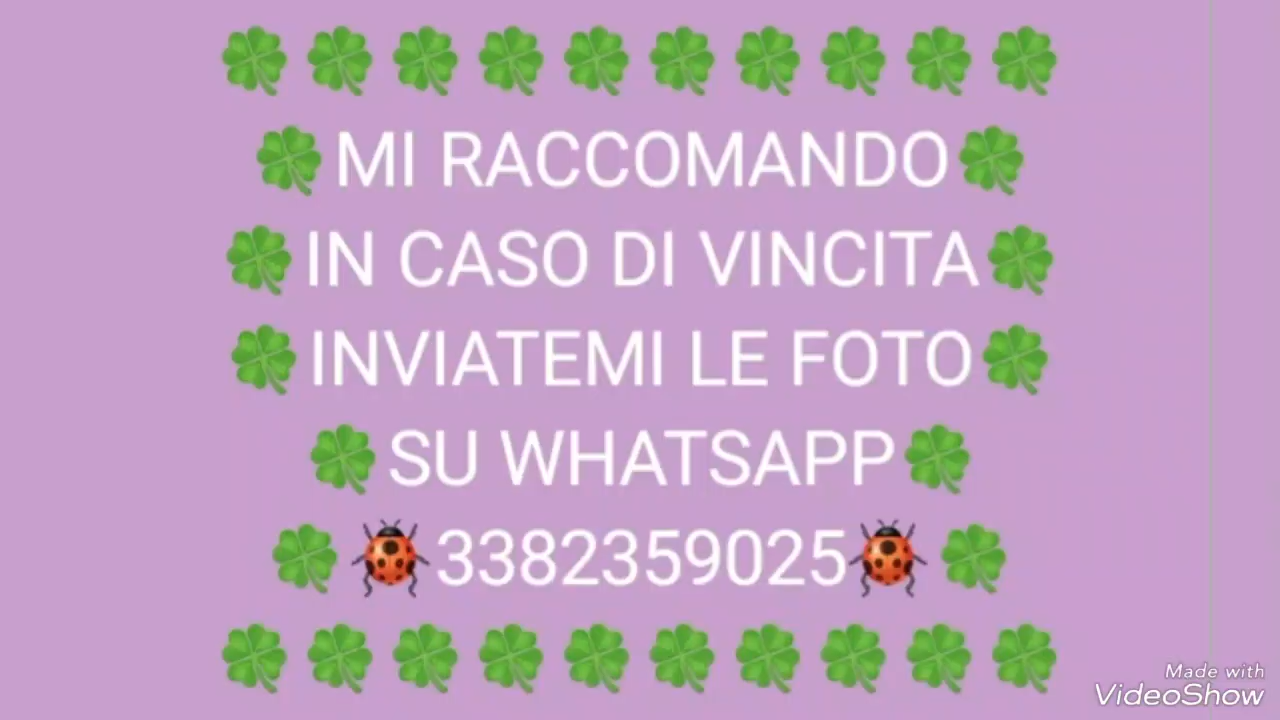 🍀🍀🍀🍀🍀🍀🍀🍀🍀🍀
🍀MI RACCOMANDO🍀
🍀IN CASO DI VINCITA🍀
🍀INVIATEMI LE FOTO🍀
🍀SU WHATSAPP🍀
🍀🐞3382359025🐞🍀
🍀🍀🍀🍀🍀🍀🍀🍀🍀🍀
Made with
VideoShow